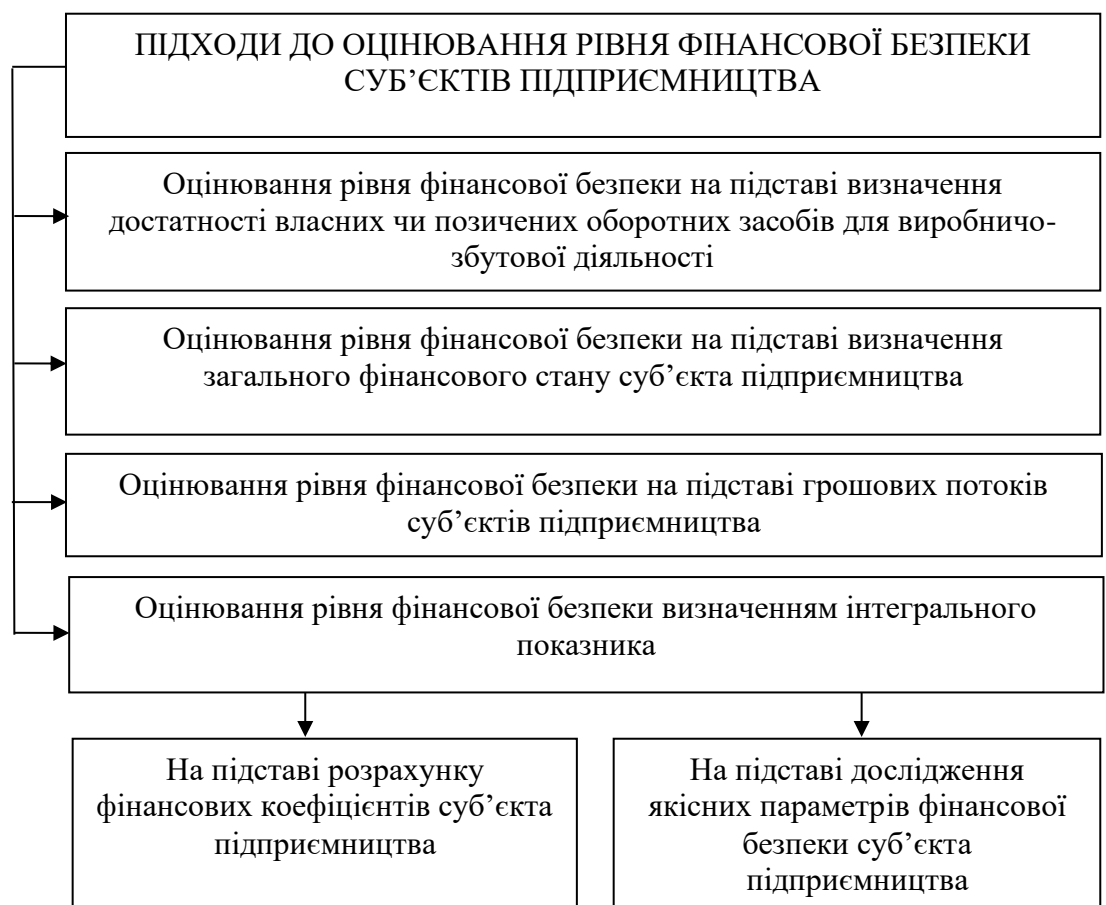 ПІДХОДИ ДО ОЦІНЮВАННЯ РІВНЯ ФІНАНСОВОЇ БЕЗПЕКИ
СУБ’ЄКТІВ ПІДПРИЄМНИЦТВА
Оцінювання рівня фінансової безпеки на підставі визначення
достатності власних чи позичених оборотних засобів для виробничо-
збутової діяльності
Оцінювання рівня фінансової безпеки на підставі визначення
загального фінансового стану суб’єкта підприємництва
Оцінювання рівня фінансової безпеки на підставі грошових потоків
суб’єктів підприємництва
Оцінювання рівня фінансової безпеки визначенням інтегрального
показника
На підставі розрахунку
фінансових коефіцієнтів суб’єкта
підприємництва
На підставі дослідження
якісних параметрів фінансової
безпеки суб’єкта
підприємництва